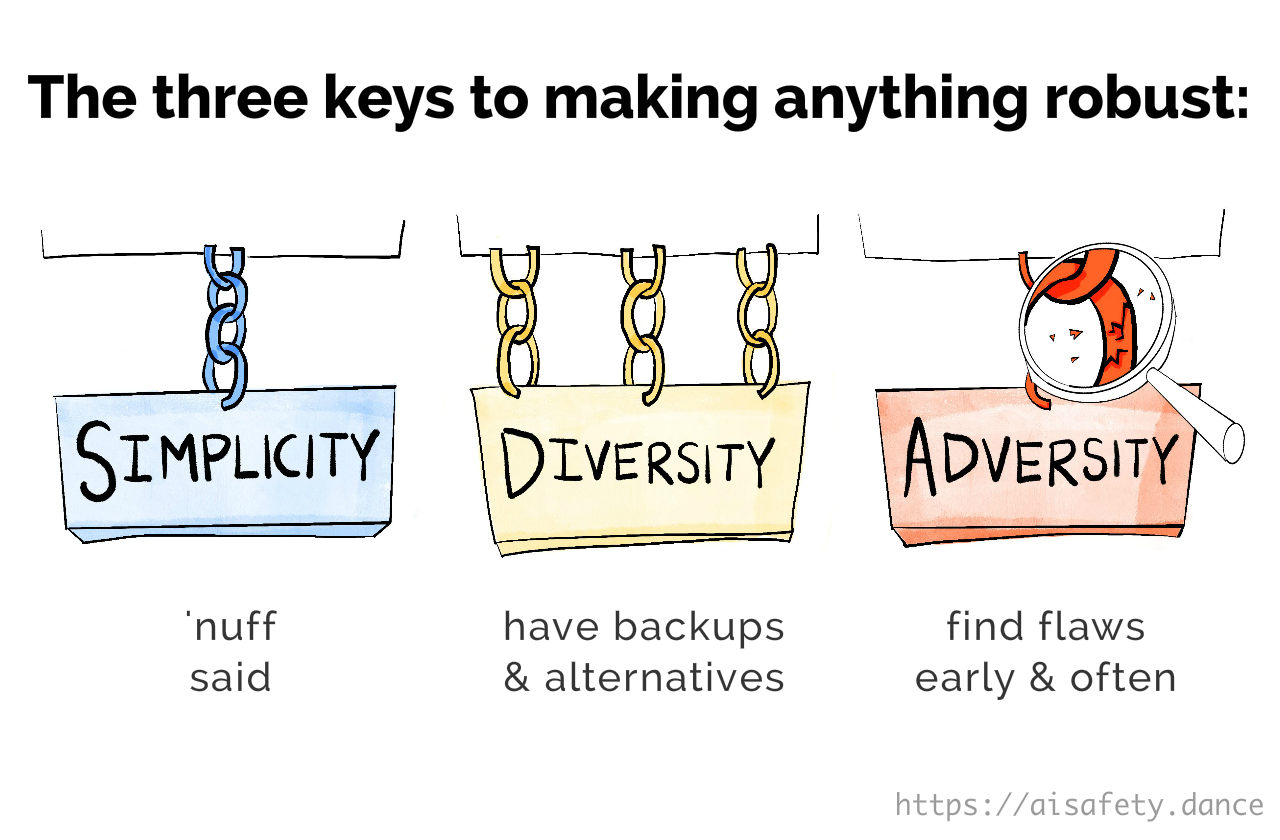 The three keys to making anything robust:
SIMPLICITY
DIVERSITY
ADVERSITY
'nuff
said
have backups
& alternatives
find flaws
early & often
https://aisafety.dance